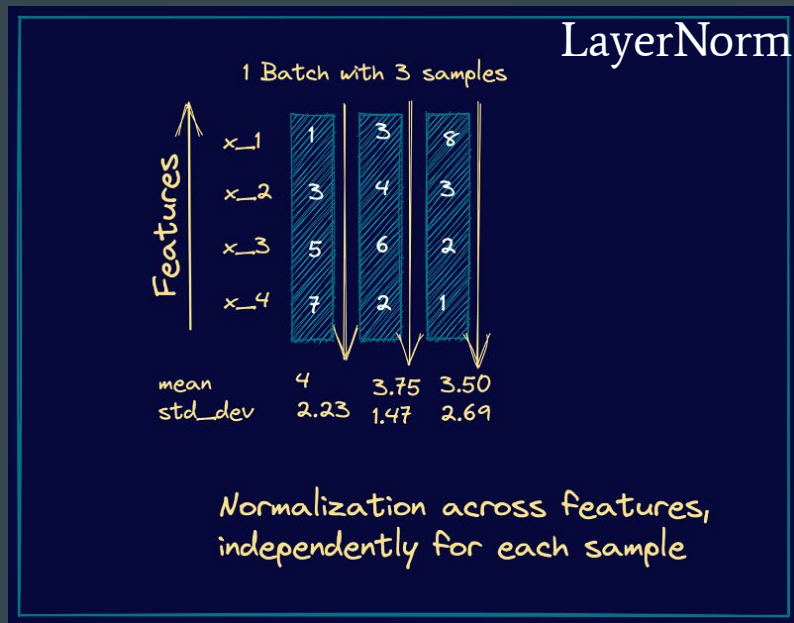 LayerNorm
1 Batch with 3 samples
Features
x_1 1 3 8
x_2 3 4 3
x_3 5 6 2
x_4 7 2 1
mean 4 3.75 3.50
std_dev 2.23 1.47 2.69
Normalization across features,
independently for each sample